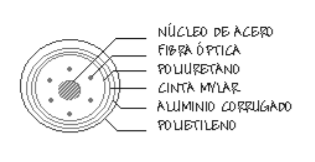 NÚCLEO DE ACERO
FIBRA ÓPTICA
POLIURETANO
CINTA MYLAR
ALUMINIO CORRUGADO
POLIETILENO